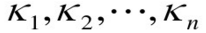 κ₁, κ₂, ⋯, κₙ